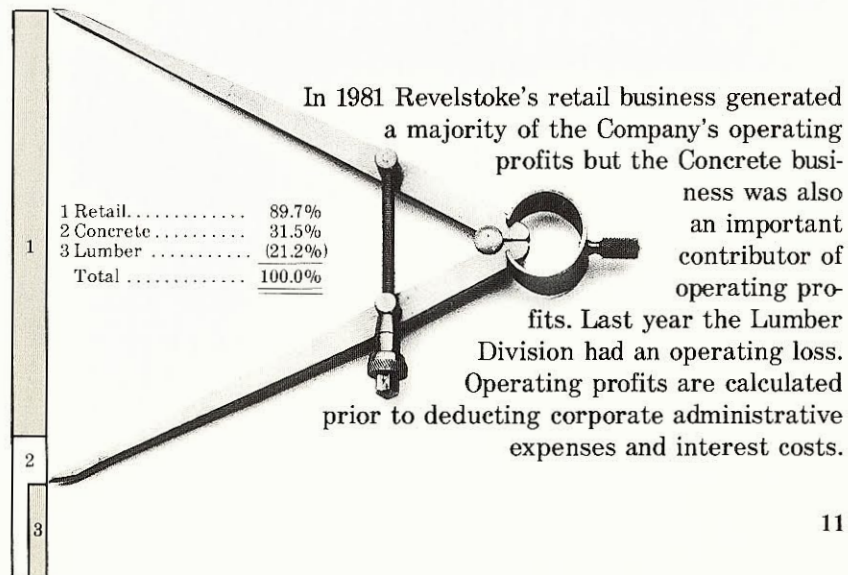 In 1981 Revelstoke's retail business generated
a majority of the Company's operating
profits but the Concrete busi-
ness was also
an important
contributor of
operating pro-
fits. Last year the Lumber
Division had an operating loss.
Operating profits are calculated
prior to deducting corporate administrative
expenses and interest costs.
1 Retail............ 89.7%
2 Concrete.......... 31.5%
3 Lumber ........... (21.2%)
Total ............. 100.0%
1
2
3
11